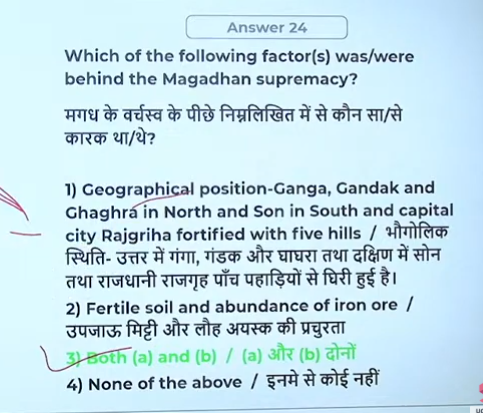 Answer 24
Which of the following factor(s) was/were
behind the Magadhan supremacy?
मगध के वर्चस्व के पीछे निम्नलिखित में से कौन सा/से
कारक था/थे?
1) Geographical position-Ganga, Gandak and
Ghaghra in North and Son in South and capital
city Rajgriha fortified with five hills / भौगोलिक
स्थिति- उत्तर में गंगा, गंडक और घाघरा तथा दक्षिण में सोन
तथा राजधानी राजगृह पाँच पहाड़ियों से घिरी हुई है।
2) Fertile soil and abundance of iron ore /
उपजाऊ मिट्टी और लौह अयस्क की प्रचुरता
3) Both (a) and (b) / (a) और (b) दोनों
4) None of the above / इनमे से कोई नहीं